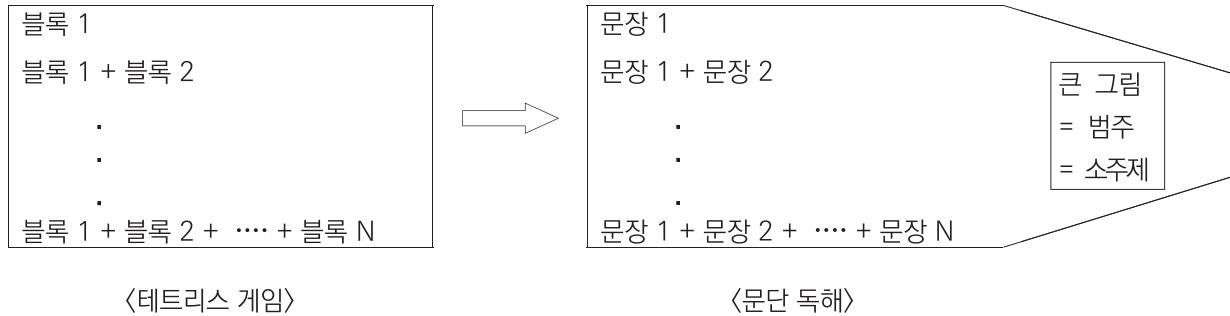 블록 1
블록 1 + 블록 2
.
.
.
블록 1 + 블록 2 + ···· + 블록 N
〈테트리스 게임〉
문장 1
문장 1 + 문장 2
.
.
.
문장 1 + 문장 2 + ···· + 문장 N
큰 그림
= 범주
= 소주제
〈문단 독해〉